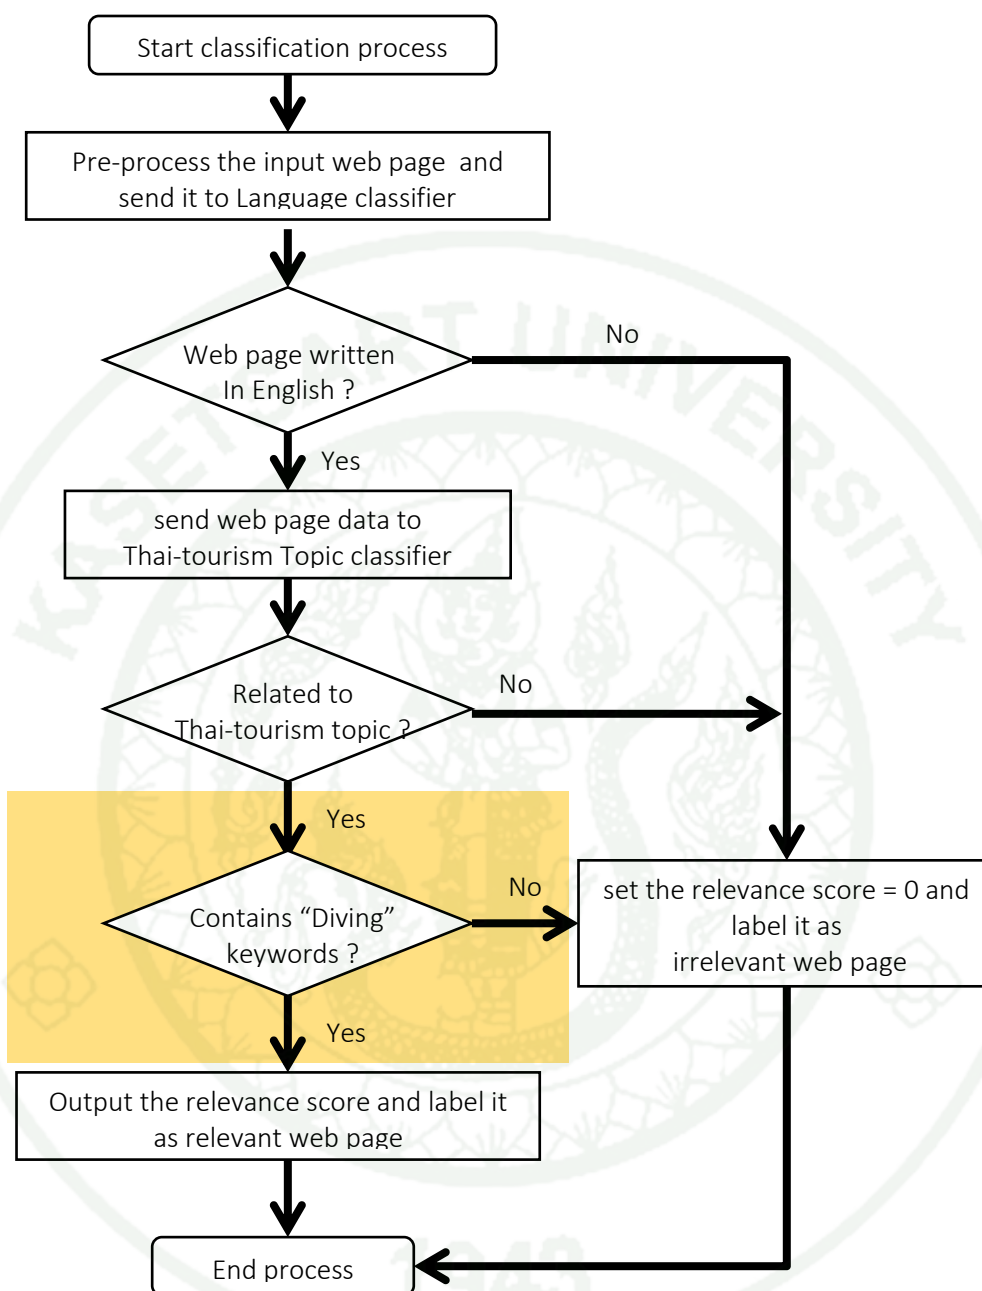 Start classification process
Pre-process the input web page and
send it to Language classifier
Web page written
In English ?
No
Yes
send web page data to
Thai-tourism Topic classifier
Related to
Thai-tourism topic ?
No
Yes
Contains “Diving”
keywords ?
No
set the relevance score = 0 and
label it as
irrelevant web page
Yes
Output the relevance score and label it
as relevant web page
End process
KASETSART UNIVERSITY
1943